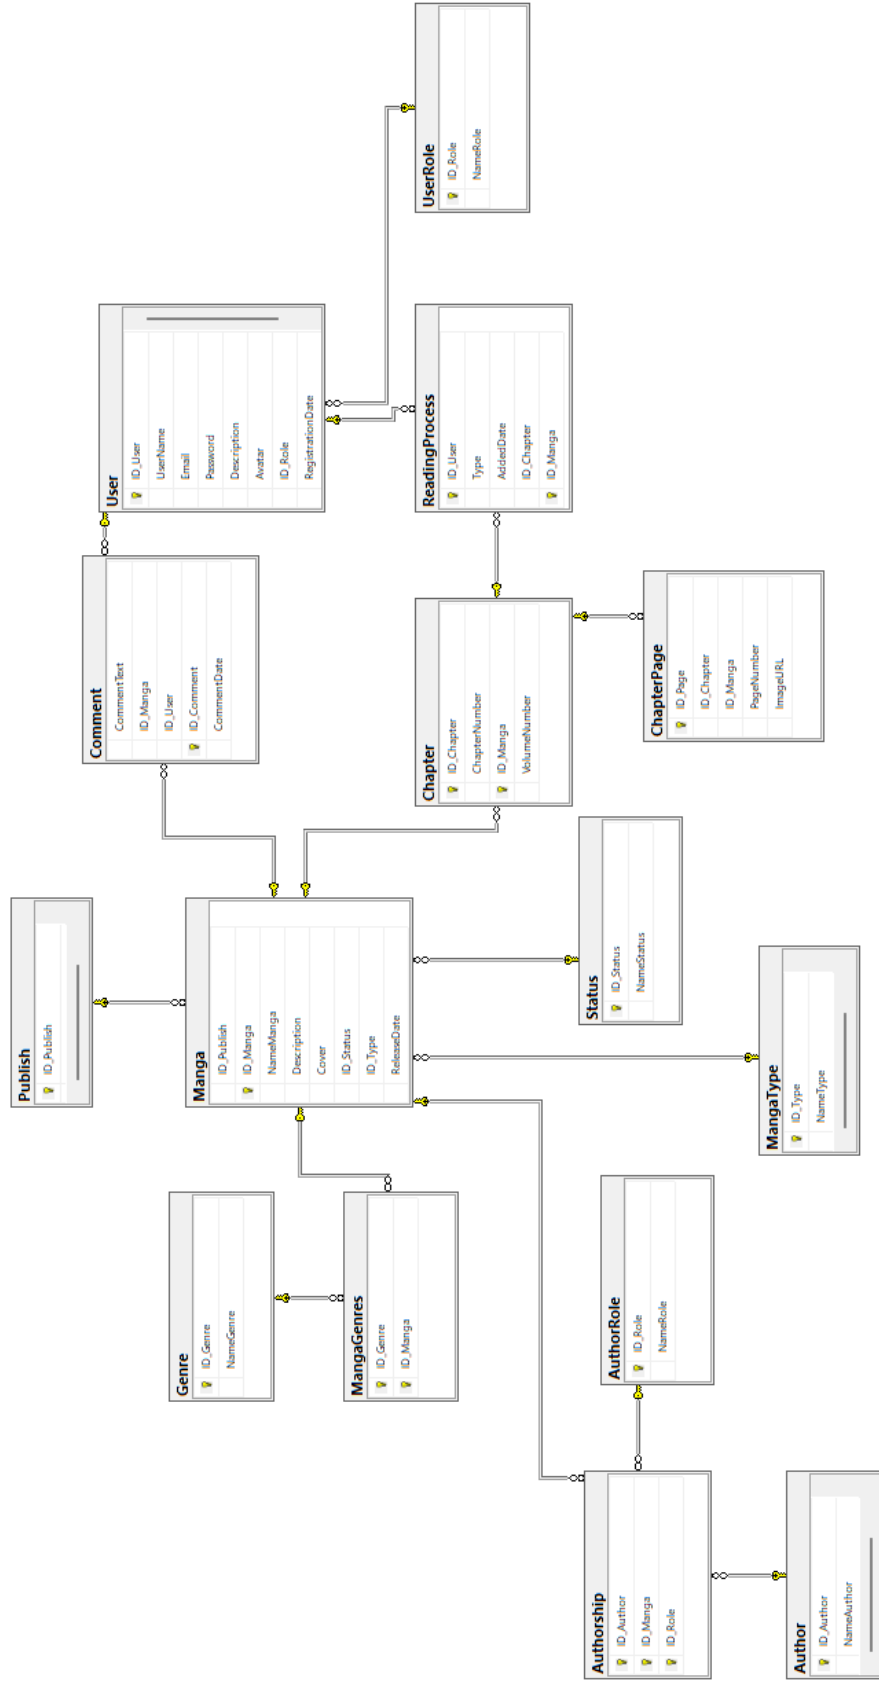 UserRole
ID_Role
NameRole
User
ID_User
UserName
Email
Password
Description
Avatar
ID_Role
RegistrationDate
ReadingProcess
ID_User
Type
AddedDate
ID_Chapter
ID_Manga
Comment
CommentText
ID_Manga
ID_User
ID_Comment
CommentDate
Chapter
ID_Chapter
ChapterNumber
ID_Manga
VolumeNumber
ChapterPage
ID_Page
ID_Chapter
ID_Manga
PageNumber
ImageURL
Publish
ID_Publish
Manga
ID_Publish
ID_Manga
NameManga
Description
Cover
ID_Status
ID_Type
ReleaseDate
Status
ID_Status
NameStatus
MangaType
ID_Type
NameType
Genre
ID_Genre
NameGenre
MangaGenres
ID_Genre
ID_Manga
AuthorRole
ID_Role
NameRole
Authorship
ID_Author
ID_Manga
ID_Role
Author
ID_Author
NameAuthor